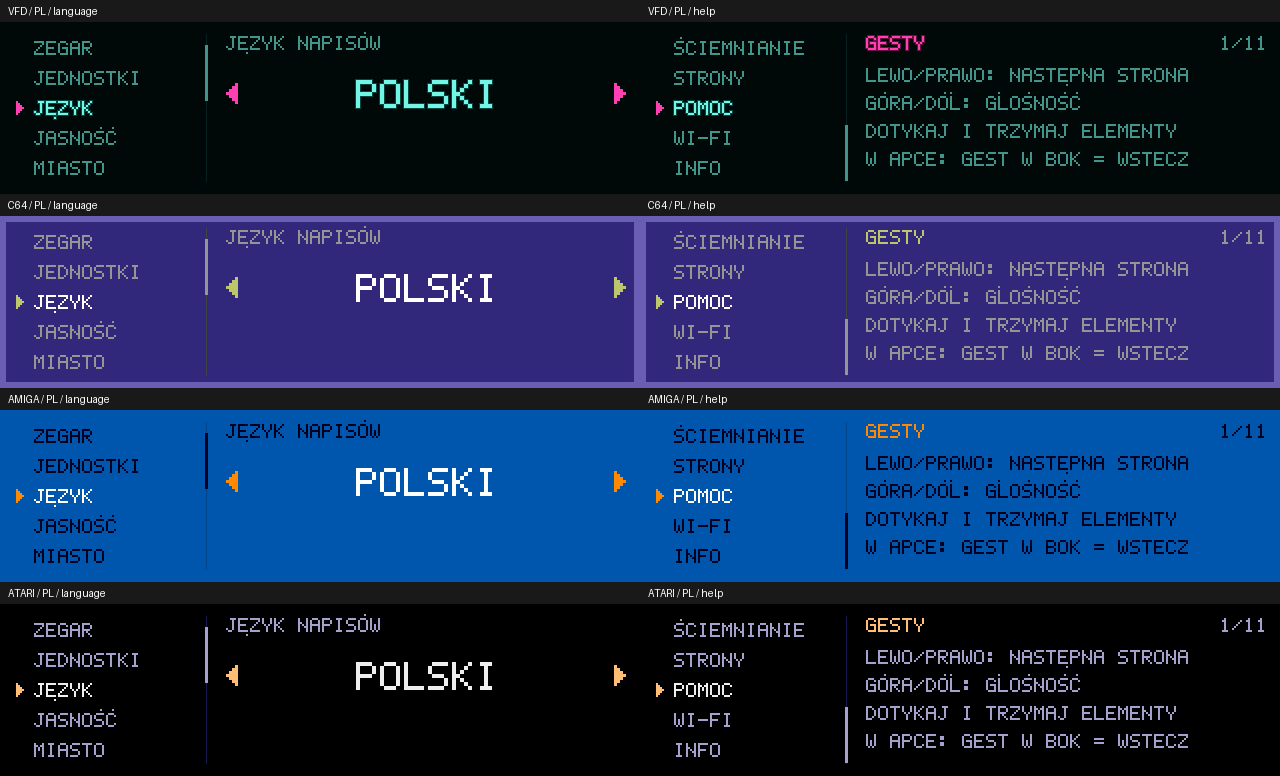 VFD / PL / language
ZEGAR
JEDNOSTKI
JĘZYK
JASNOŚĆ
MIASTO
JĘZYK NAPISÓW
POLSKI
VFD / PL / help
ŚCIEMNIANIE
STRONY
POMOC
WI-FI
INFO
GESTY 1/11
LEWO/PRAWO: NASTĘPNA STRONA
GÓRA/DÓŁ: GŁOŚNOŚĆ
DOTYKAJ I TRZYMAJ ELEMENTY
W APCE: GEST W BOK = WSTECZ
C64 / PL / language
ZEGAR
JEDNOSTKI
JĘZYK
JASNOŚĆ
MIASTO
JĘZYK NAPISÓW
POLSKI
C64 / PL / help
ŚCIEMNIANIE
STRONY
POMOC
WI-FI
INFO
GESTY 1/11
LEWO/PRAWO: NASTĘPNA STRONA
GÓRA/DÓŁ: GŁOŚNOŚĆ
DOTYKAJ I TRZYMAJ ELEMENTY
W APCE: GEST W BOK = WSTECZ
AMIGA / PL / language
ZEGAR
JEDNOSTKI
JĘZYK
JASNOŚĆ
MIASTO
JĘZYK NAPISÓW
POLSKI
AMIGA / PL / help
ŚCIEMNIANIE
STRONY
POMOC
WI-FI
INFO
GESTY 1/11
LEWO/PRAWO: NASTĘPNA STRONA
GÓRA/DÓŁ: GŁOŚNOŚĆ
DOTYKAJ I TRZYMAJ ELEMENTY
W APCE: GEST W BOK = WSTECZ
ATARI / PL / language
ZEGAR
JEDNOSTKI
JĘZYK
JASNOŚĆ
MIASTO
JĘZYK NAPISÓW
POLSKI
ATARI / PL / help
ŚCIEMNIANIE
STRONY
POMOC
WI-FI
INFO
GESTY 1/11
LEWO/PRAWO: NASTĘPNA STRONA
GÓRA/DÓŁ: GŁOŚNOŚĆ
DOTYKAJ I TRZYMAJ ELEMENTY
W APCE: GEST W BOK = WSTECZ